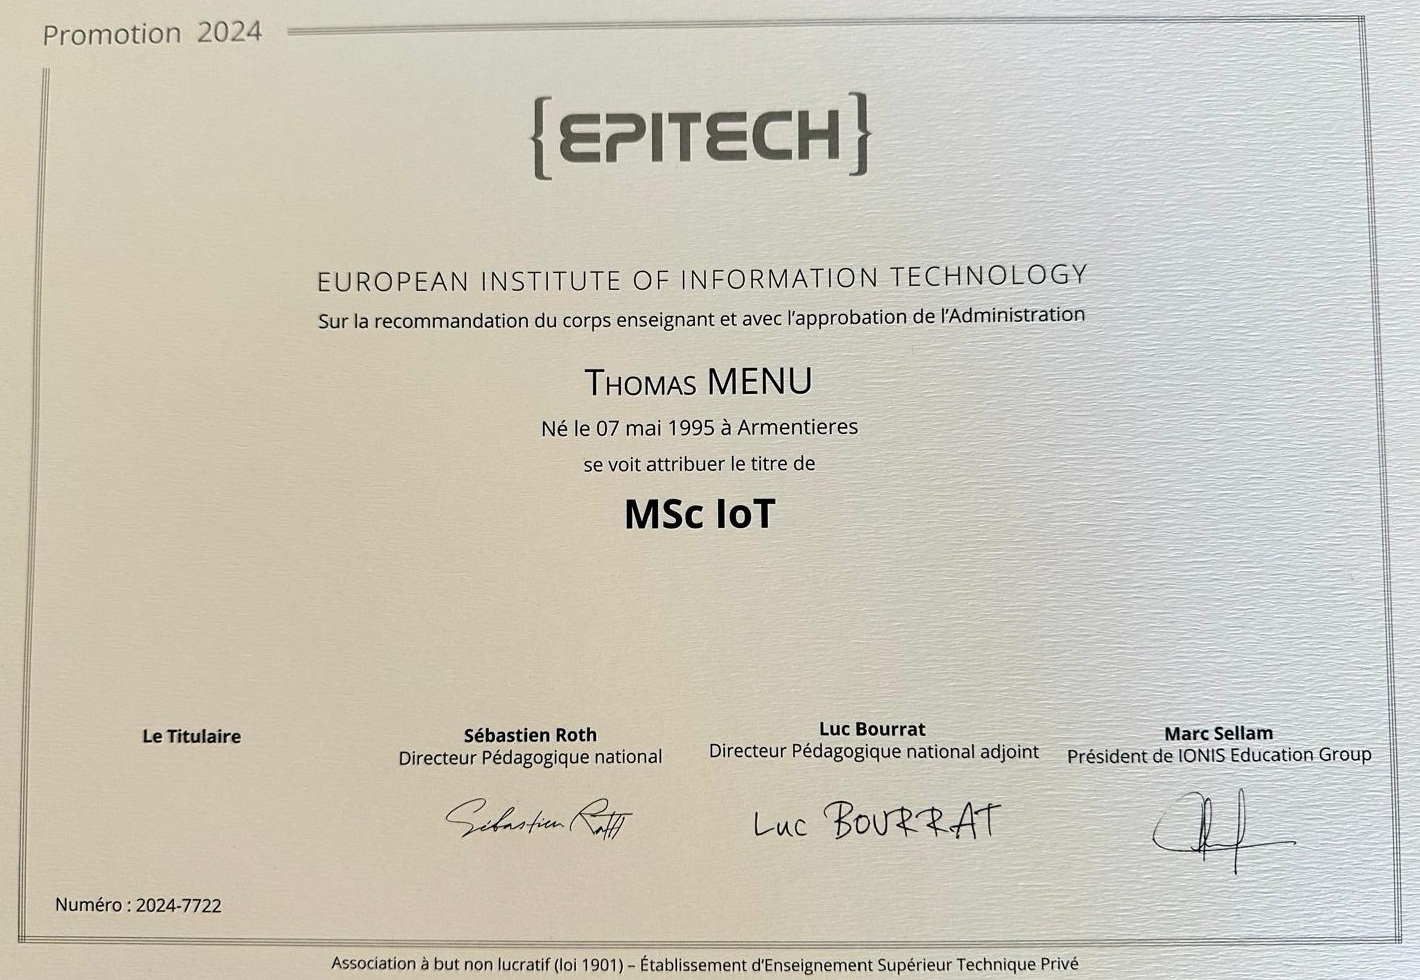 Promotion 2024
{EPITECH}
EUROPEAN INSTITUTE OF INFORMATION TECHNOLOGY
Sur la recommandation du corps enseignant et avec l'approbation de l'Administration
Thomas MENU
Né le 07 mai 1995 à Armentieres
se voit attribuer le titre de
MSc IoT
Le Titulaire
Sébastien Roth
Directeur Pédagogique national
Sébastien Roth
Luc Bourrat
Directeur Pédagogique national adjoint
Luc BOURRAT
Marc Sellam
Président de IONIS Education Group
Numéro : 2024-7722
Association à but non lucratif (loi 1901) – Établissement d'Enseignement Supérieur Technique Privé